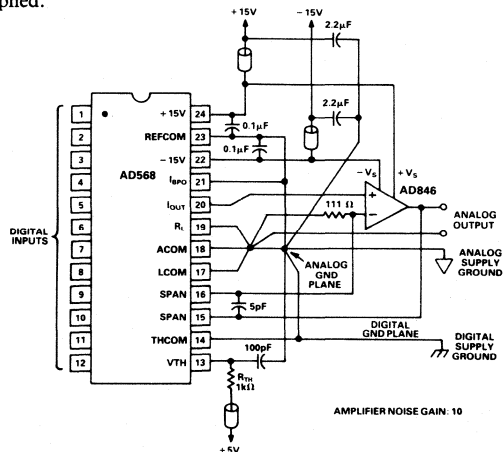 plied.
+15V
-15V
2.2μF
2.2μF
1
2
3
4
5
6
7
8
9
10
11
12
DIGITAL
INPUTS
AD568
+15V 24
REFCOM 23
-15V 22
IBPO 21
IOUT 20
RL 19
ACOM 18
LCOM 17
SPAN 16
SPAN 15
THCOM 14
VTH 13
0.1μF
0.1μF
-VS
+VS
AD846
111 Ω
ANALOG
OUTPUT
ANALOG
GND
PLANE
ANALOG
SUPPLY
GROUND
5pF
DIGITAL
GND PLANE
DIGITAL
SUPPLY
GROUND
100pF
RTH
1kΩ
+5V
AMPLIFIER NOISE GAIN: 10